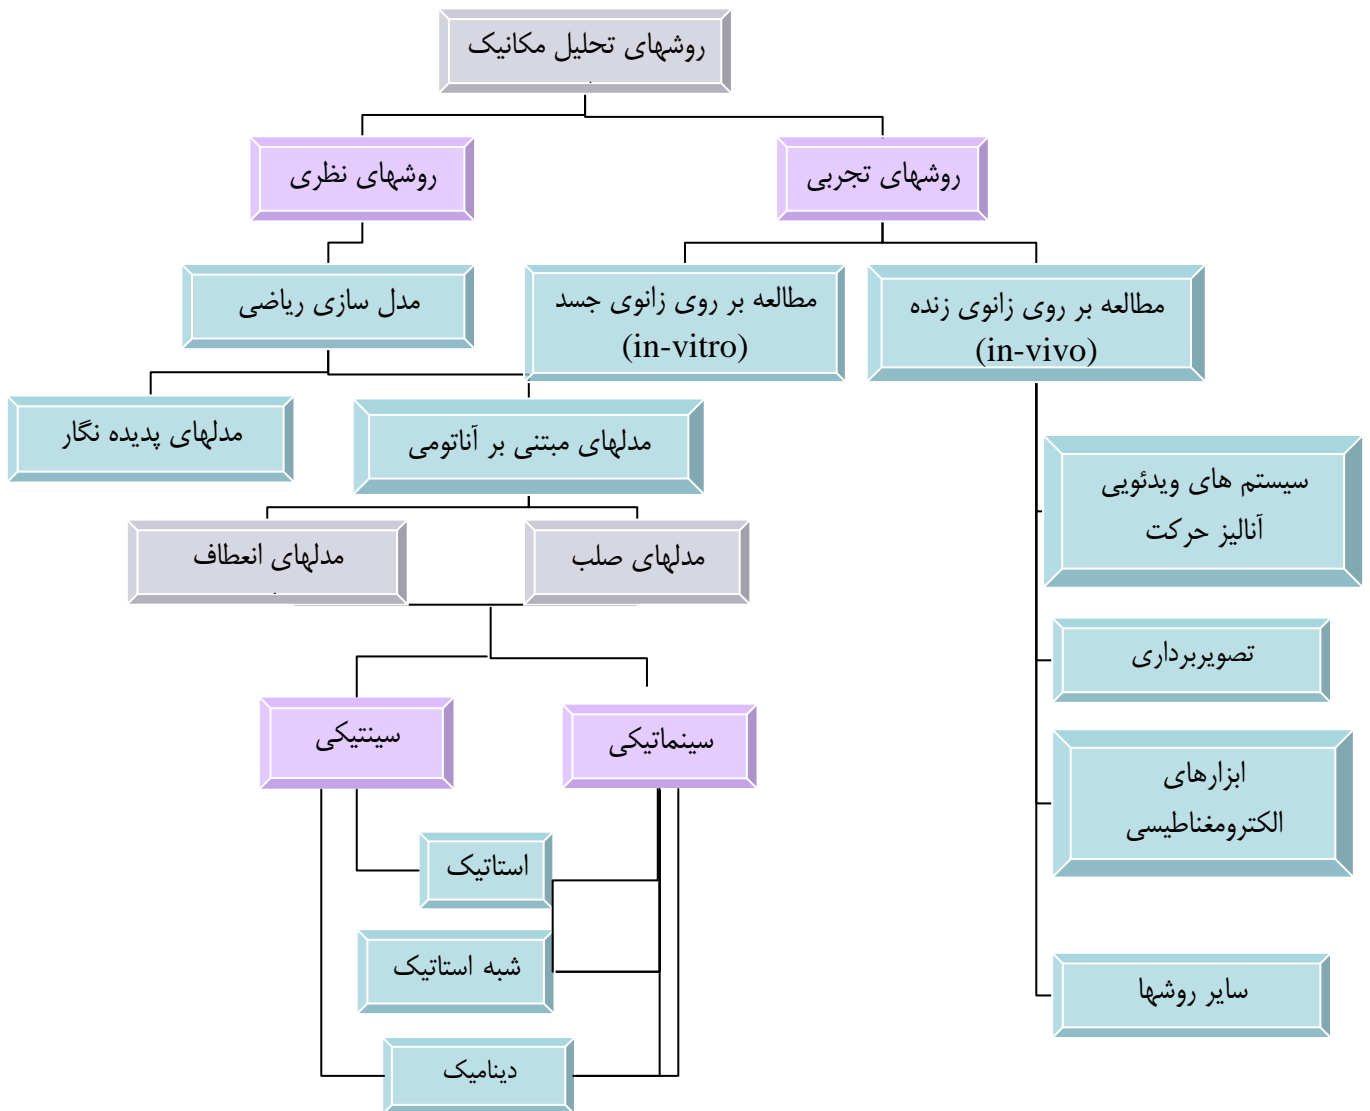 روشهای تحلیل مکانیک
روشهای تجربی
روشهای نظری
مطالعه بر روی زانوی زنده
(in-vivo)
مطالعه بر روی زانوی جسد
(in-vitro)
مدل سازی ریاضی
مدلهای مبتنی بر آناتومی
مدلهای پدیده نگار
سیستم های ویدئویی
آنالیز حرکت
مدلهای صلب
مدلهای انعطاف
تصویربرداری
سینماتیکی
سینتیکی
ابزارهای
الکترومغناطیسی
استاتیک
شبه استاتیک
سایر روشها
دینامیک